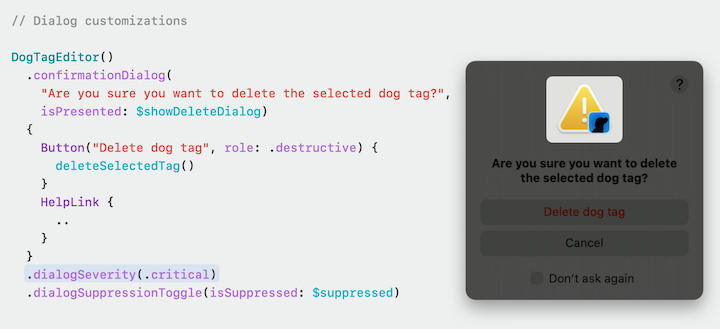 // Dialog customizations
DogTagEditor()
.confirmationDialog(
"Are you sure you want to delete the selected dog tag?",
isPresented: $showDeleteDialog)
{
Button("Delete dog tag", role: .destructive) {
deleteSelectedTag()
}
HelpLink {
..
}
}
.dialogSeverity(.critical)
.dialogSuppressionToggle(isSuppressed: $suppressed)
?
Are you sure you want to delete
the selected dog tag?
Delete dog tag
Cancel
Don't ask again